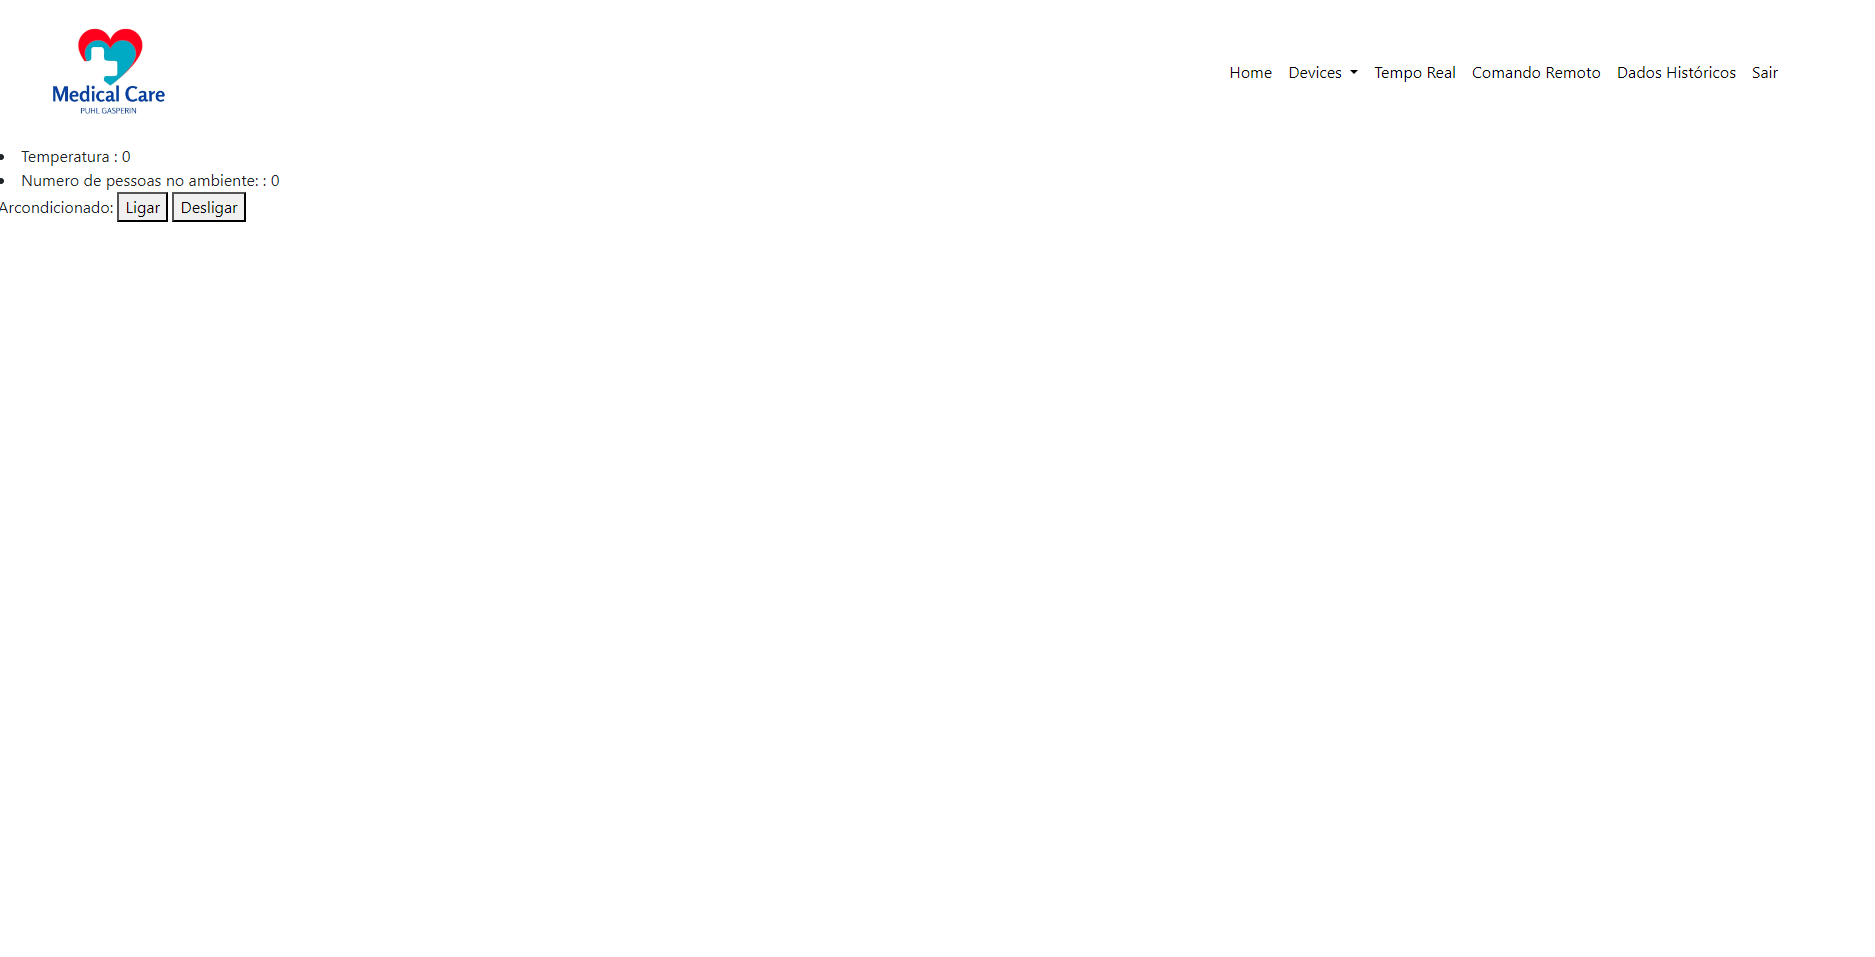 Medical Care
PUHL GASPERIN
Home Devices Tempo Real Comando Remoto Dados Históricos Sair
Temperatura : 0
Numero de pessoas no ambiente: : 0
Arcondicionado: Ligar Desligar